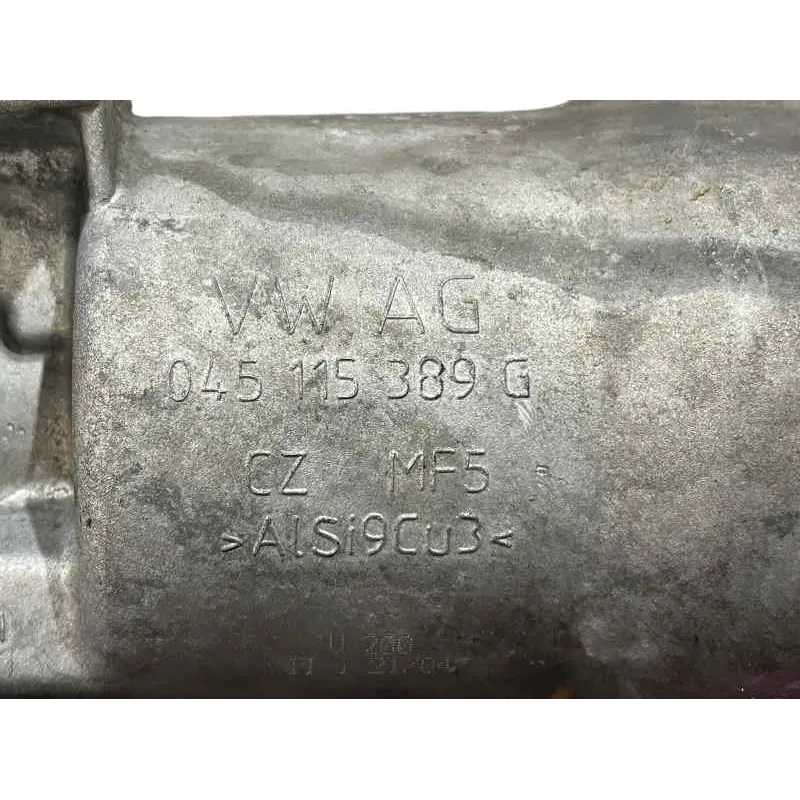 VW AG
045 115 389 G
CZ MF5
>AlSi9Cu3<